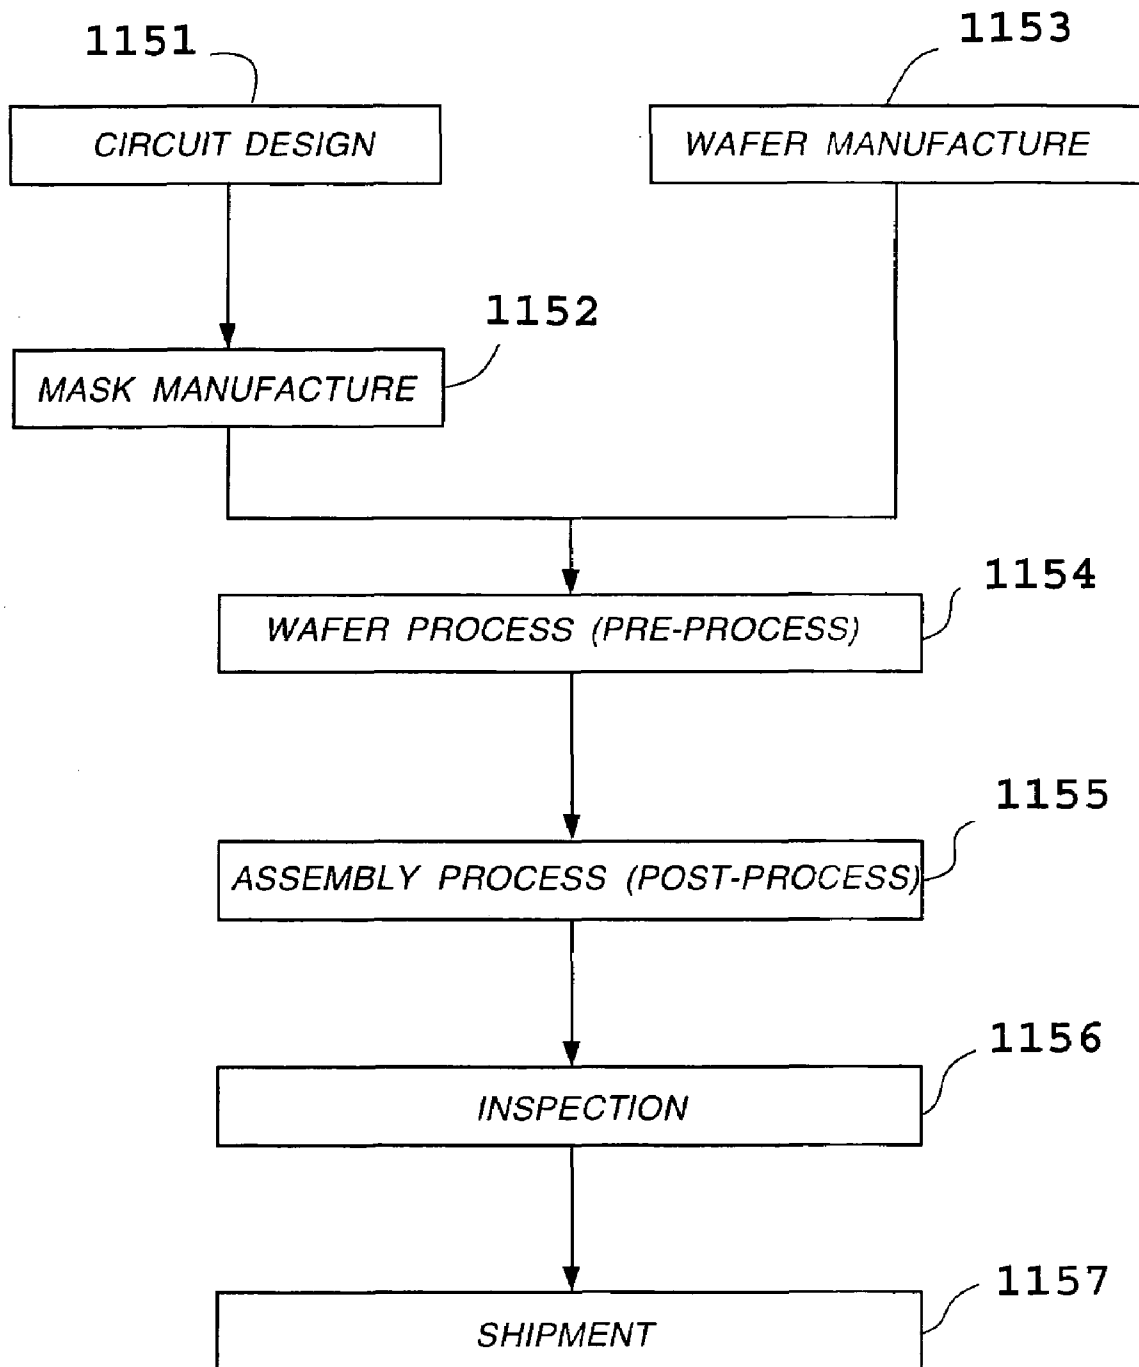 1151
1153
CIRCUIT DESIGN
WAFER MANUFACTURE
1152
MASK MANUFACTURE
1154
WAFER PROCESS (PRE-PROCESS)
1155
ASSEMBLY PROCESS (POST-PROCESS)
1156
INSPECTION
1157
SHIPMENT